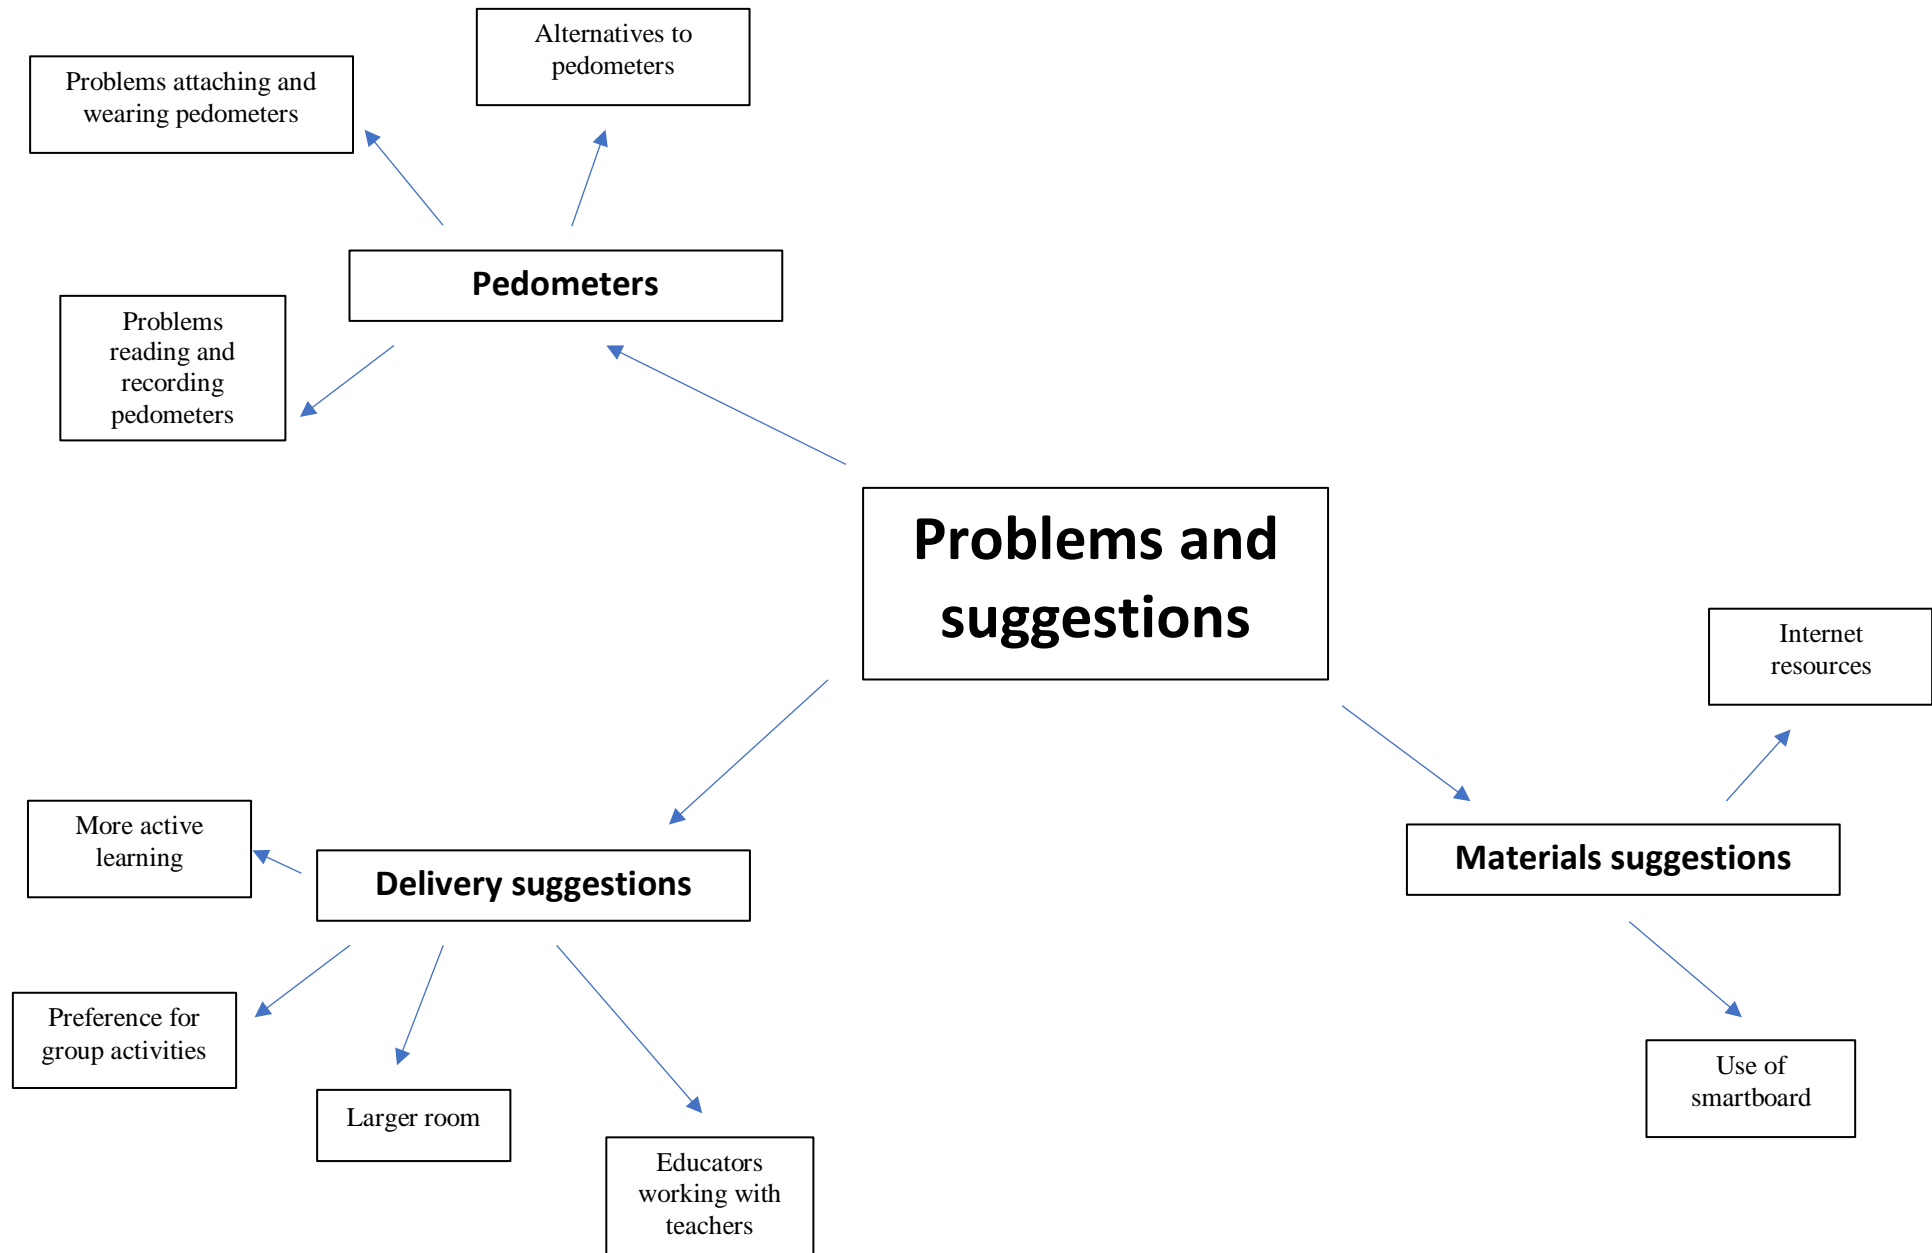 Alternatives to
pedometers
Problems attaching and
wearing pedometers
Pedometers
Problems
reading and
recording
pedometers
Problems and
suggestions
Internet
resources
More active
learning
Delivery suggestions
Materials suggestions
Preference for
group activities
Larger room
Educators
working with
teachers
Use of
smartboard